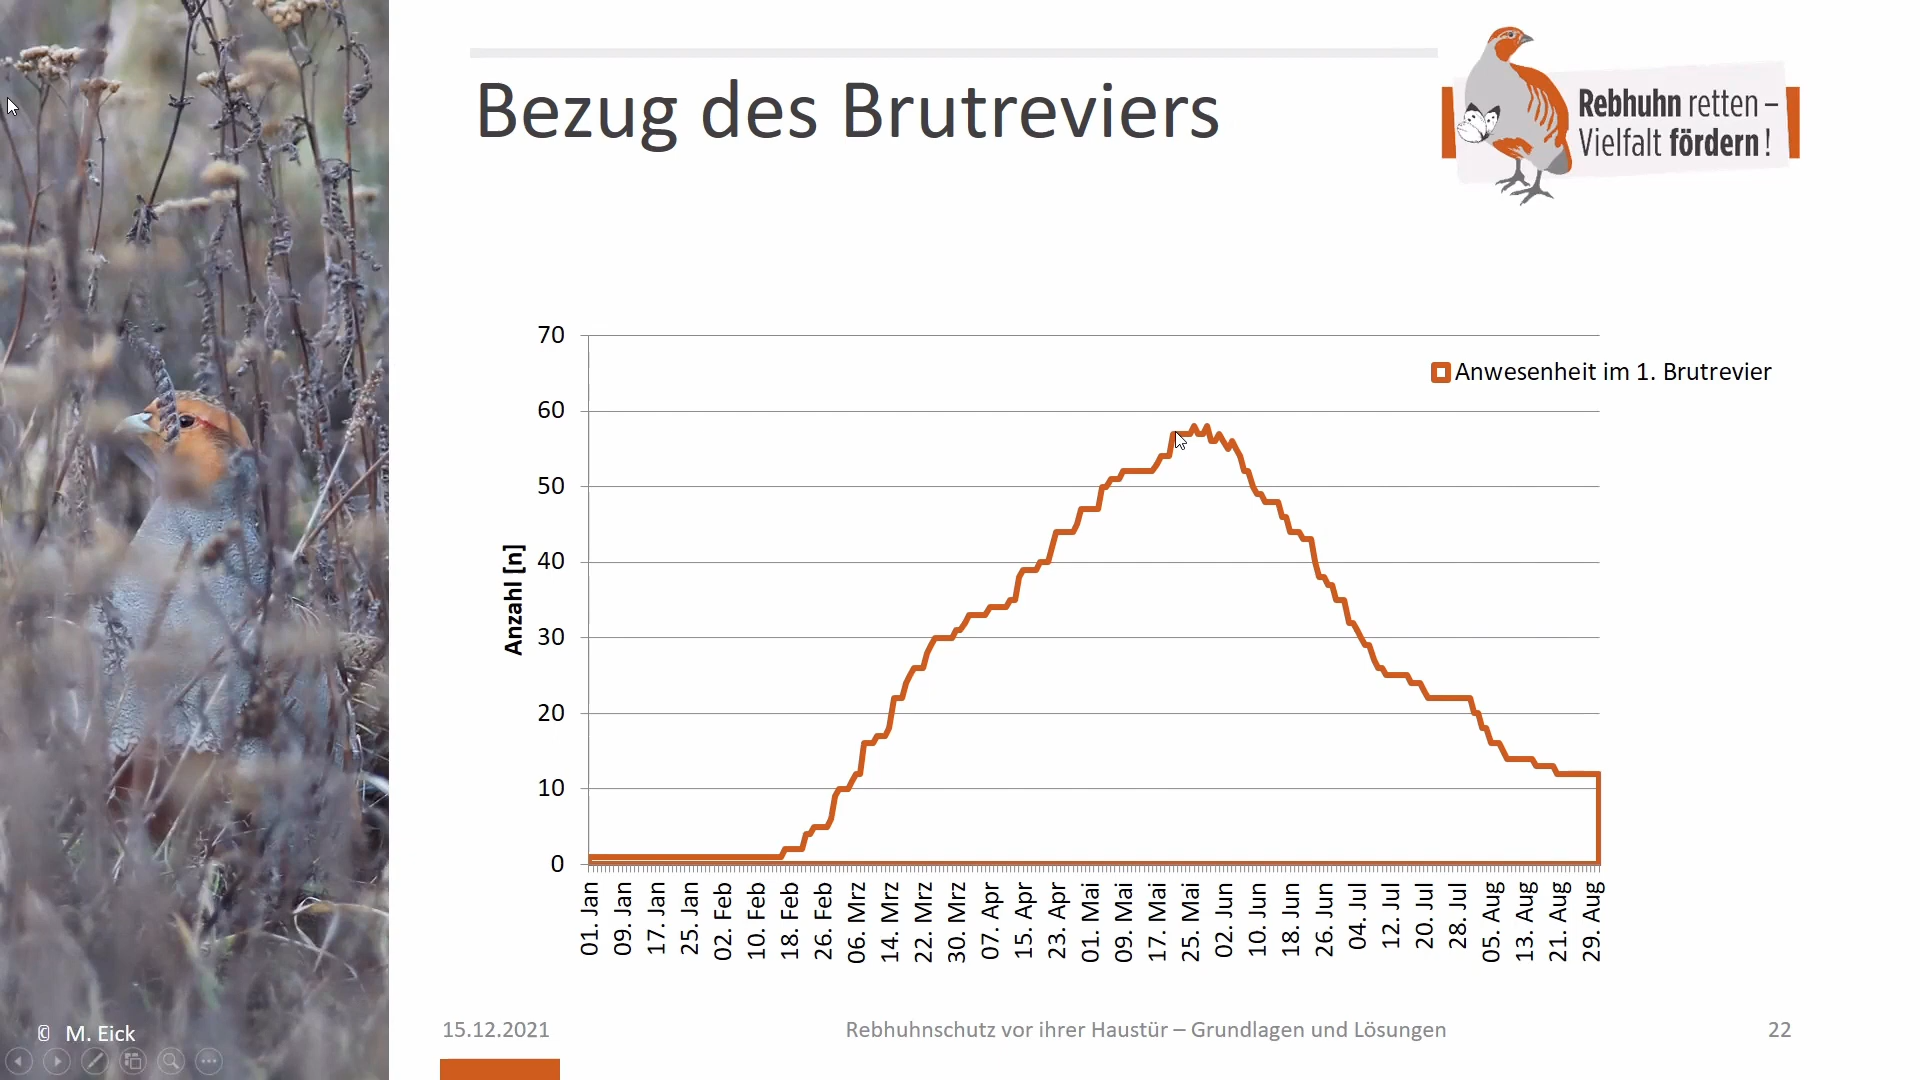 Bezug des Brutreviers
Rebhuhn retten –
Vielfalt fördern!
70
60
50
40
30
20
10
0
Anzahl [n]
Anwesenheit im 1. Brutrevier
01. Jan
09. Jan
17. Jan
25. Jan
02. Feb
10. Feb
18. Feb
26. Feb
06. Mrz
14. Mrz
22. Mrz
30. Mrz
07. Apr
15. Apr
23. Apr
01. Mai
09. Mai
17. Mai
25. Mai
02. Jun
10. Jun
18. Jun
26. Jun
04. Jul
12. Jul
20. Jul
28. Jul
05. Aug
13. Aug
21. Aug
29. Aug
© M. Eick
15.12.2021
Rebhuhnschutz vor ihrer Haustür – Grundlagen und Lösungen
22